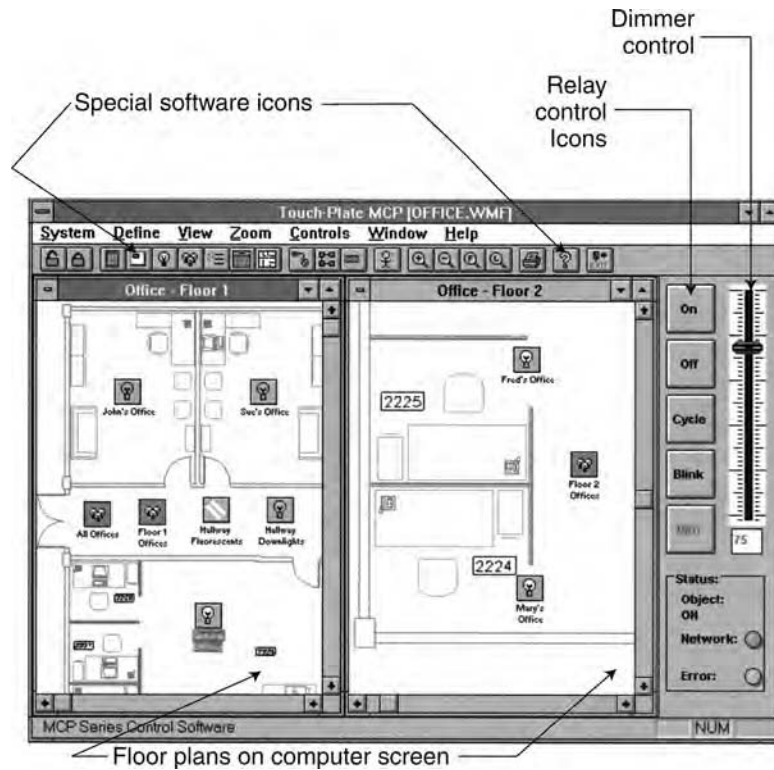 Dimmer
control
Relay
control
Icons
Special software icons
Touch-Plate MCP [OFFICE.WMF]
System Define View Zoom Controls Window Help
Office - Floor 1
Office - Floor 2
On
Off
Cycle
Blink
75
John's Office
Sue's Office
Fred's Office
2225
All Offices
Floor 1
Offices
Hallway
Fluorescents
Hallway
Downlights
Floor 2
Offices
2224
Mary's
Office
Status:
Object:
ON
Network:
Error:
MCP Series Control Software
NUM
Floor plans on computer screen